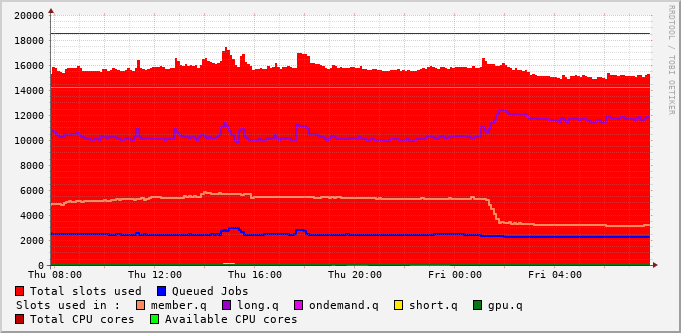 20000
18000
16000
14000
12000
10000
8000
6000
4000
2000
0
Thu 08:00 Thu 12:00 Thu 16:00 Thu 20:00 Fri 00:00 Fri 04:00
Total slots used Queued Jobs
Slots used in : member.q long.q ondemand.q short.q gpu.q
Total CPU cores Available CPU cores
RRDTOOL / TOBI OETIKER